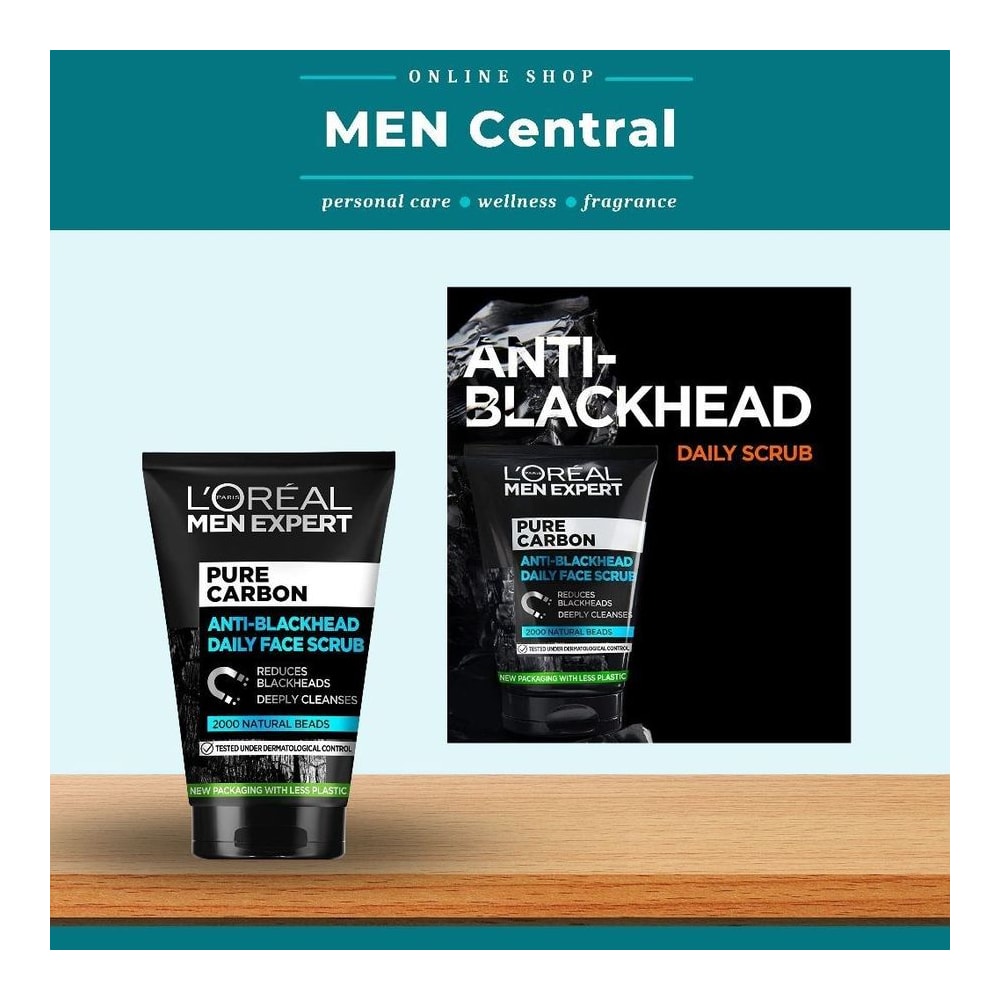 ONLINE SHOP
MEN Central
personal care • wellness • fragrance
ANTI-
BLACKHEAD
DAILY SCRUB
L'ORÉAL
PARIS
MEN EXPERT
PURE
CARBON
ANTI-BLACKHEAD
DAILY FACE SCRUB
REDUCES
BLACKHEADS
DEEPLY CLEANSES
2000 NATURAL BEADS
TESTED UNDER DERMATOLOGICAL CONTROL
NEW PACKAGING WITH LESS PLASTIC
L'ORÉAL
PARIS
MEN EXPERT
PURE
CARBON
ANTI-BLACKHEAD
DAILY FACE SCRUB
REDUCES
BLACKHEADS
DEEPLY CLEANSES
2000 NATURAL BEADS
TESTED UNDER DERMATOLOGICAL CONTROL
NEW PACKAGING WITH LESS PLASTIC